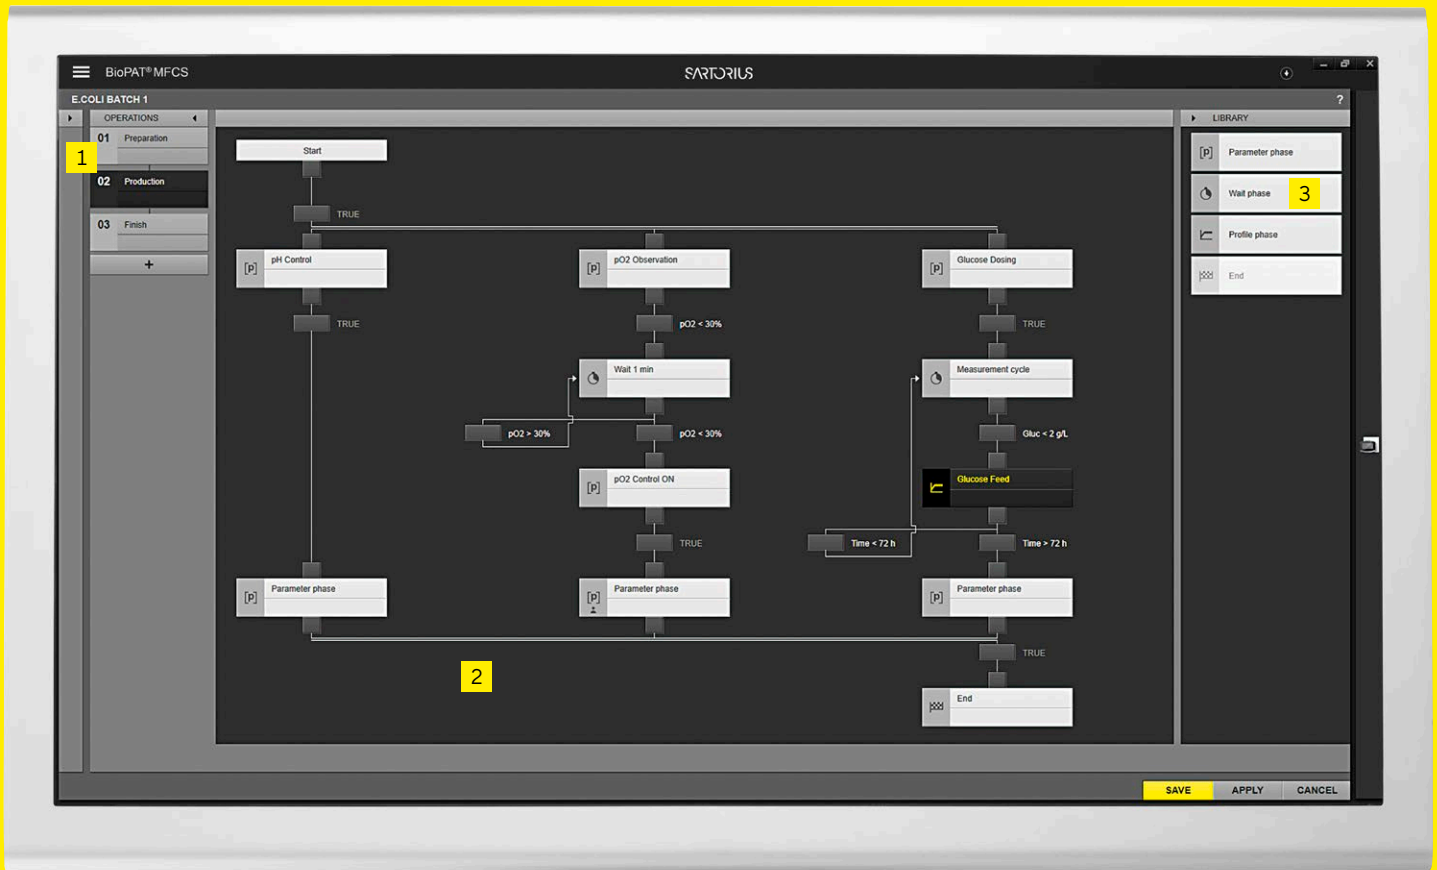 BioPAT® MFCS
SARTORIUS
E.COLI BATCH 1
?
OPERATIONS
LIBRARY
01 Preparation
1
02 Production
03 Finish
+
Start
TRUE
pH Control
[p]
pO2 Observation
[p]
Glucose Dosing
[p]
TRUE
pO2 < 30%
TRUE
Wait 1 min
Measurement cycle
pO2 > 30%
pO2 < 30%
Gluc < 2 g/L
pO2 Control ON
[p]
Glucose Feed
TRUE
Time < 72 h
Time > 72 h
Parameter phase
[p]
Parameter phase
[p]
Parameter phase
[p]
TRUE
2
End
[p] Parameter phase
Wait phase
3
Profile phase
End
SAVE
APPLY
CANCEL